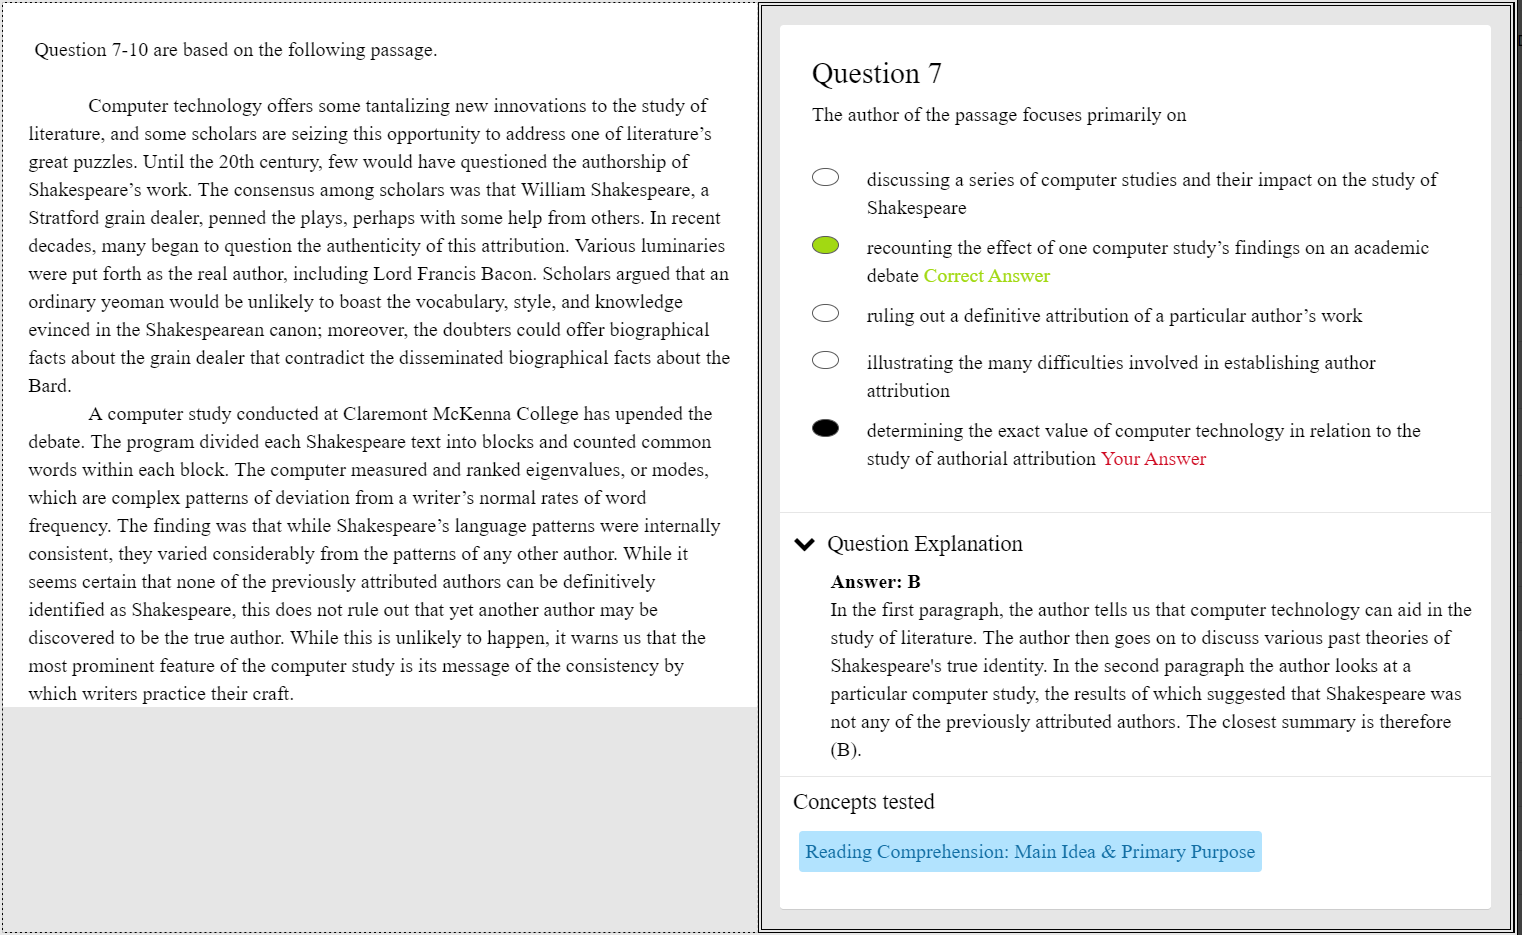 Question 7-10 are based on the following passage.
Computer technology offers some tantalizing new innovations to the study of
literature, and some scholars are seizing this opportunity to address one of literature’s
great puzzles. Until the 20th century, few would have questioned the authorship of
Shakespeare’s work. The consensus among scholars was that William Shakespeare, a
Stratford grain dealer, penned the plays, perhaps with some help from others. In recent
decades, many began to question the authenticity of this attribution. Various luminaries
were put forth as the real author, including Lord Francis Bacon. Scholars argued that an
ordinary yeoman would be unlikely to boast the vocabulary, style, and knowledge
evinced in the Shakespearean canon; moreover, the doubters could offer biographical
facts about the grain dealer that contradict the disseminated biographical facts about the
Bard.
A computer study conducted at Claremont McKenna College has upended the
debate. The program divided each Shakespeare text into blocks and counted common
words within each block. The computer measured and ranked eigenvalues, or modes,
which are complex patterns of deviation from a writer’s normal rates of word
frequency. The finding was that while Shakespeare’s language patterns were internally
consistent, they varied considerably from the patterns of any other author. While it
seems certain that none of the previously attributed authors can be definitively
identified as Shakespeare, this does not rule out that yet another author may be
discovered to be the true author. While this is unlikely to happen, it warns us that the
most prominent feature of the computer study is its message of the consistency by
which writers practice their craft.
Question 7
The author of the passage focuses primarily on
discussing a series of computer studies and their impact on the study of
Shakespeare
recounting the effect of one computer study’s findings on an academic
debate Correct Answer
ruling out a definitive attribution of a particular author’s work
illustrating the many difficulties involved in establishing author
attribution
determining the exact value of computer technology in relation to the
study of authorial attribution Your Answer
Question Explanation
Answer: B
In the first paragraph, the author tells us that computer technology can aid in the
study of literature. The author then goes on to discuss various past theories of
Shakespeare's true identity. In the second paragraph the author looks at a
particular computer study, the results of which suggested that Shakespeare was
not any of the previously attributed authors. The closest summary is therefore
(B).
Concepts tested
Reading Comprehension: Main Idea & Primary Purpose